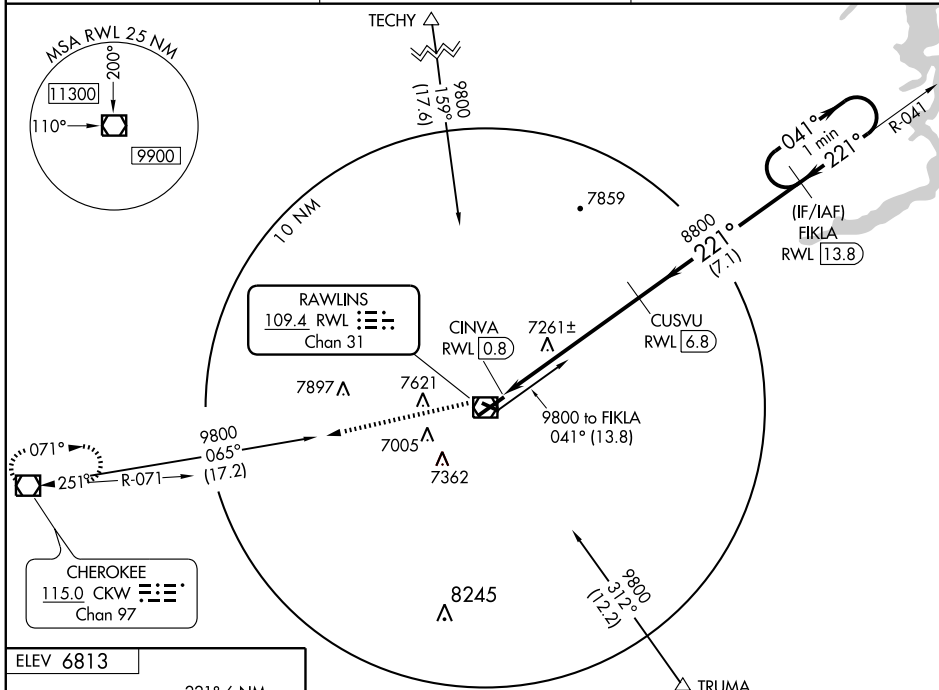 MSA RWL 25 NM
200°
11300
110°
9900
TECHY
9800
159°
(17.6)
10 NM
7859
041°
1 min
221°
R-041
(IF/IAF)
FIKLA
RWL 13.8
8800
221°
(7.1)
CUSVU
RWL 6.8
RAWLINS
109.4 RWL
Chan 31
CINVA
RWL 0.8
7261±
7897
7621
7005
7362
9800 to FIKLA
041° (13.8)
9800
065°
(17.2)
071°
251°
R-071
CHEROKEE
115.0 CKW
Chan 97
8245
9800
312°
(12.2)
TRUMA
ELEV 6813
221° 6 NM